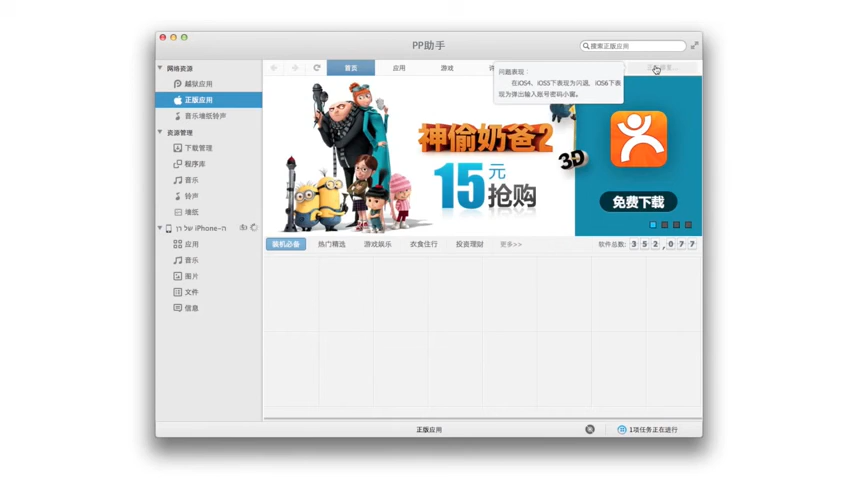 PP助手
搜索正版应用
网络资源
越狱应用
正版应用
音乐墙纸铃声
资源管理
下载管理
程序库
音乐
铃声
墙纸
ה-iPhone של רן
应用
音乐
图片
文件
信息
首页
应用
游戏
问题表现：
在iOS4、iOS5下表现为闪退，iOS6下表
现为弹出输入账号密码小窗。
神偷奶爸2
3D
15元
抢购
免费下载
装机必备
热门精选
游戏娱乐
衣食住行
投资理财
更多>>
软件总数: 352,077
正版应用
1项任务正在进行